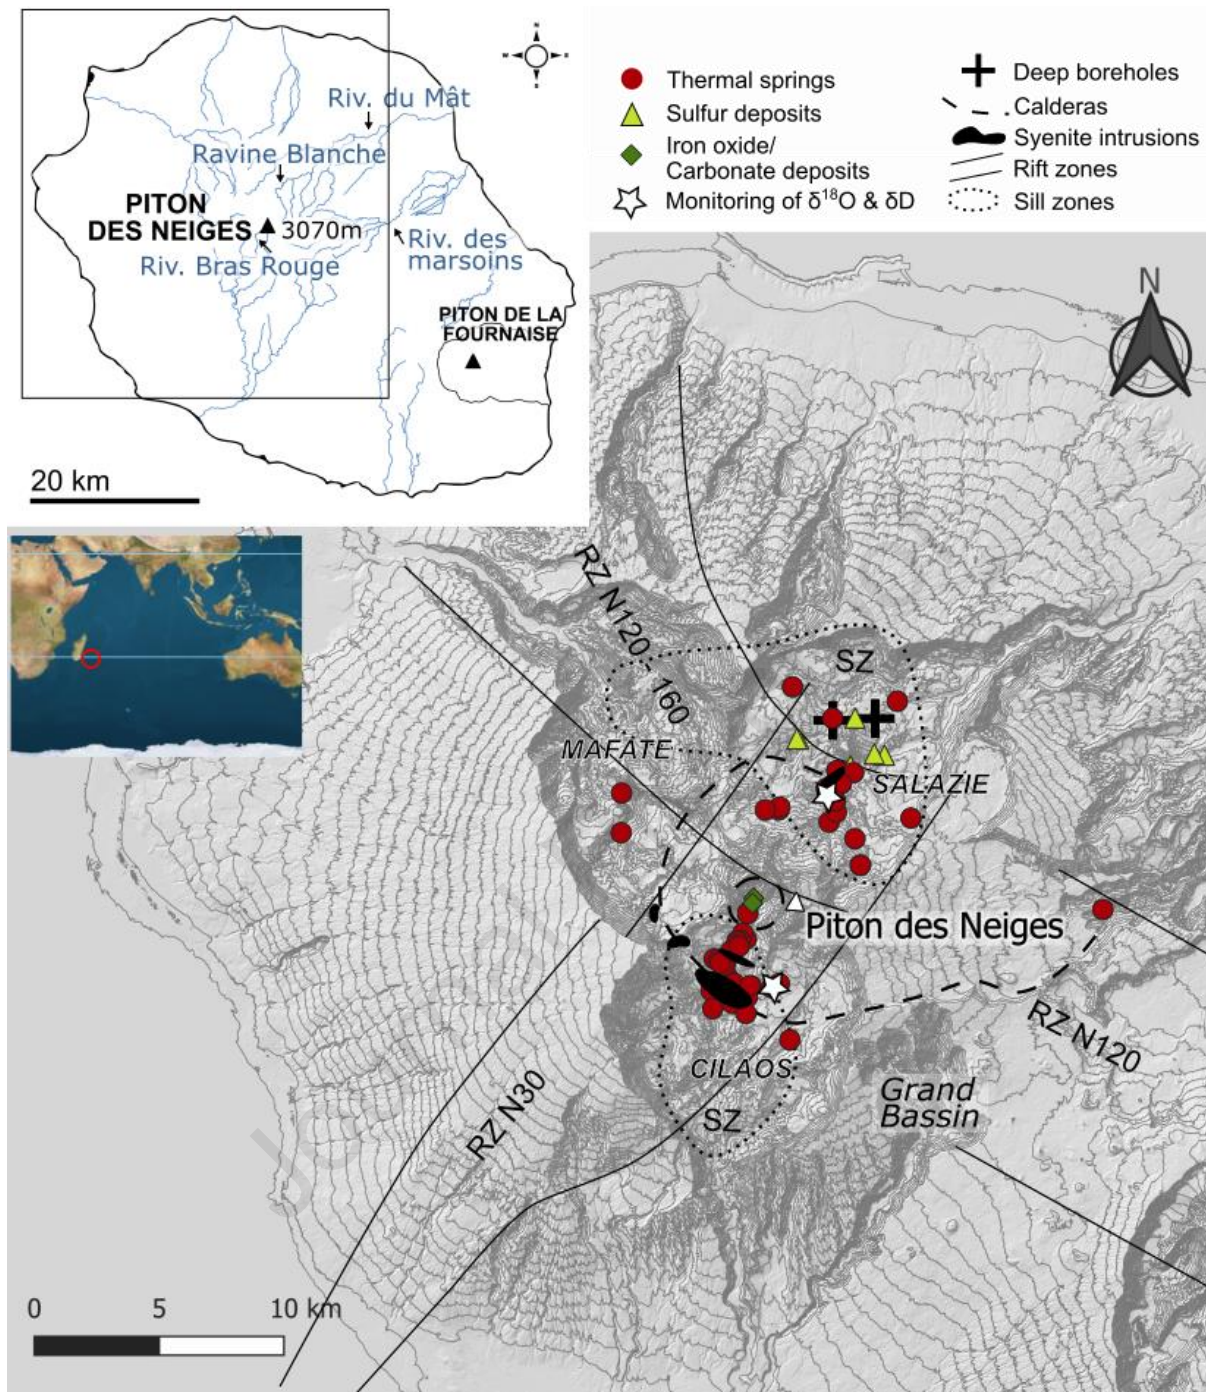 N
W
E
S
Riv. du Mât
Ravine Blanche
PITON
DES NEIGES
3070m
Riv. Bras Rouge
Riv. des
marsoins
PITON DE LA
FOURNAISE
20 km
Thermal springs
Sulfur deposits
Iron oxide/
Carbonate deposits
Monitoring of δ¹⁸O & δD
Deep boreholes
Calderas
Syenite intrusions
Rift zones
Sill zones
N
RZ N120 - 160
SZ
MAFATE
SALAZIE
Piton des Neiges
RZ N120
CILAOS
Grand
Bassin
SZ
RZ N30
0 5 10 km